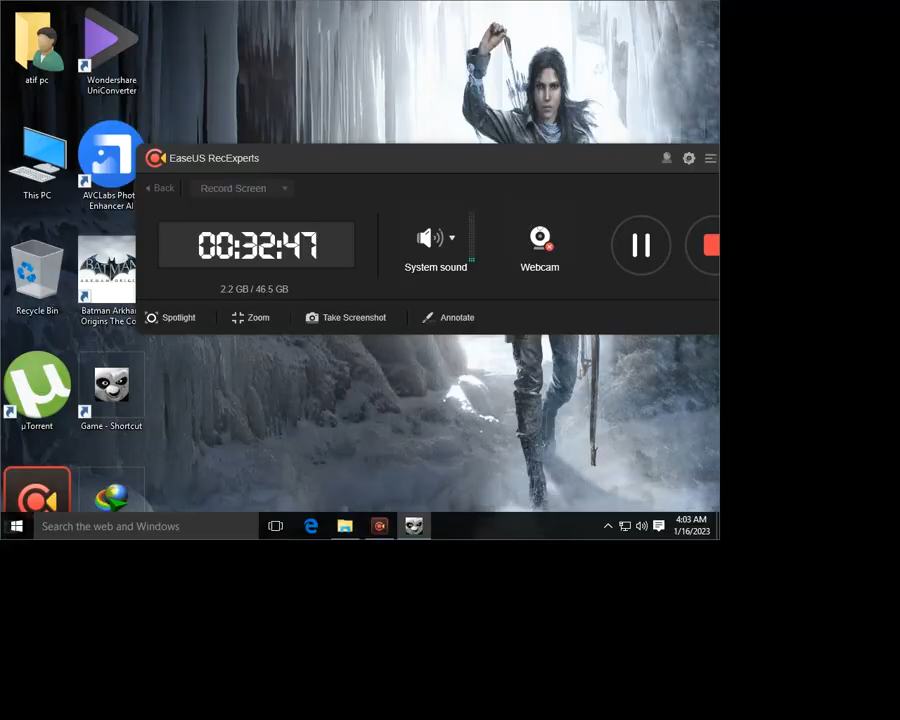 atif pc
Wondershare
UniConverter
This PC
AVCLabs Phot
Enhancer AI
Recycle Bin
Batman Arkha
Origins The Co
µTorrent
Game - Shortcut
EaseUS RecExperts
Back
Record Screen
00:32:47
2.2 GB / 46.5 GB
System sound
Webcam
Spotlight
Zoom
Take Screenshot
Annotate
Search the web and Windows
4:03 AM
1/16/2023